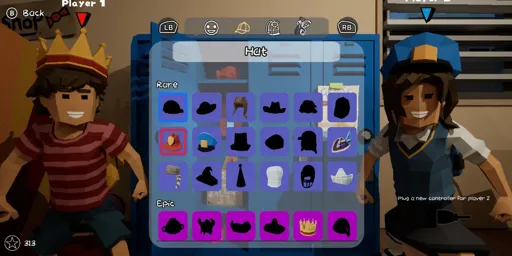 B Back
Player 1
LB
RB
Hat
Rare
Plug a new controller for player 2
Epic
313